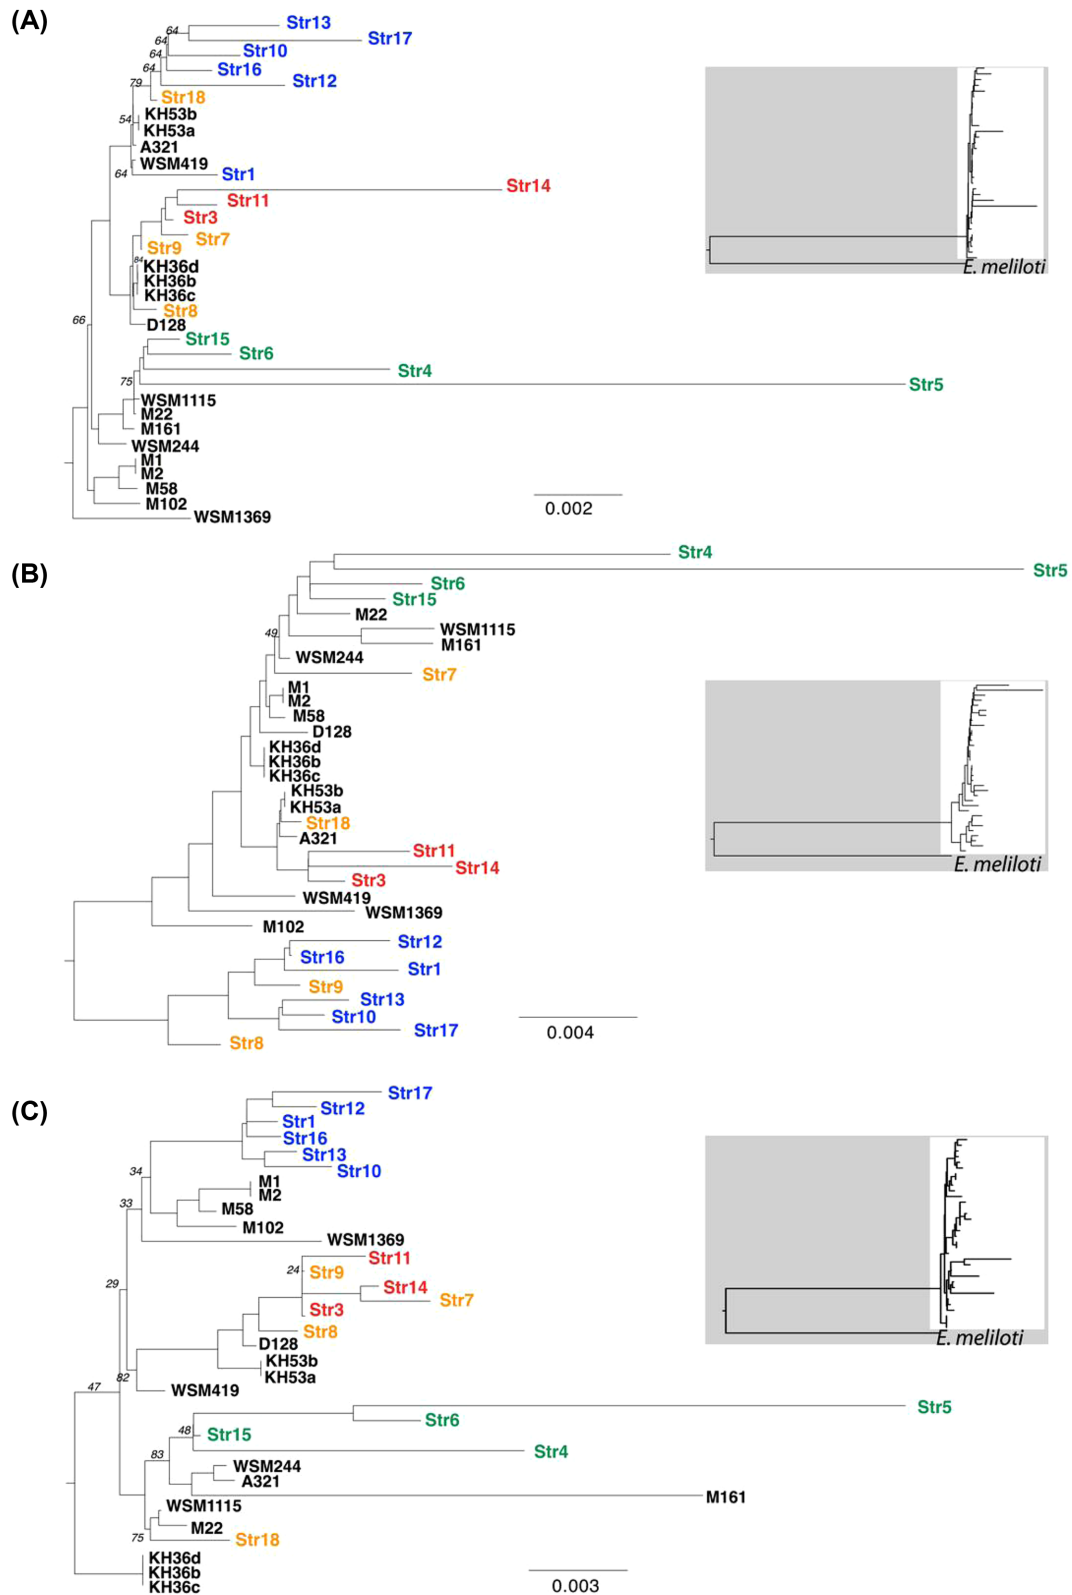 (A)
64
Str13
Str17
64
Str10
64
Str16
64
Str12
79
Str18
KH53b
54
KH53a
A321
WSM419
64
Str1
Str14
Str11
Str3
Str7
Str9
84
KH36d
KH36b
KH36c
Str8
66
D128
Str15
Str6
Str4
75
Str5
WSM1115
M22
M161
WSM244
M1
M2
M58
M102
WSM1369
0.002
E. meliloti
(B)
Str4
Str5
Str6
Str15
M22
49
WSM1115
M161
WSM244
Str7
M1
M2
M58
D128
KH36d
KH36b
KH36c
KH53b
KH53a
Str18
A321
Str11
Str14
Str3
WSM419
WSM1369
M102
Str12
Str16
Str1
Str9
Str13
Str10
Str17
Str8
0.004
E. meliloti
(C)
Str17
Str12
Str1
Str16
Str13
34
Str10
M1
M2
33
M58
M102
WSM1369
Str11
24
Str9
29
Str14
Str7
Str3
Str8
D128
KH53b
KH53a
82
47
WSM419
Str5
Str6
48
Str15
83
Str4
WSM244
A321
M161
WSM1115
M22
75
Str18
KH36d
KH36b
KH36c
0.003
E. meliloti